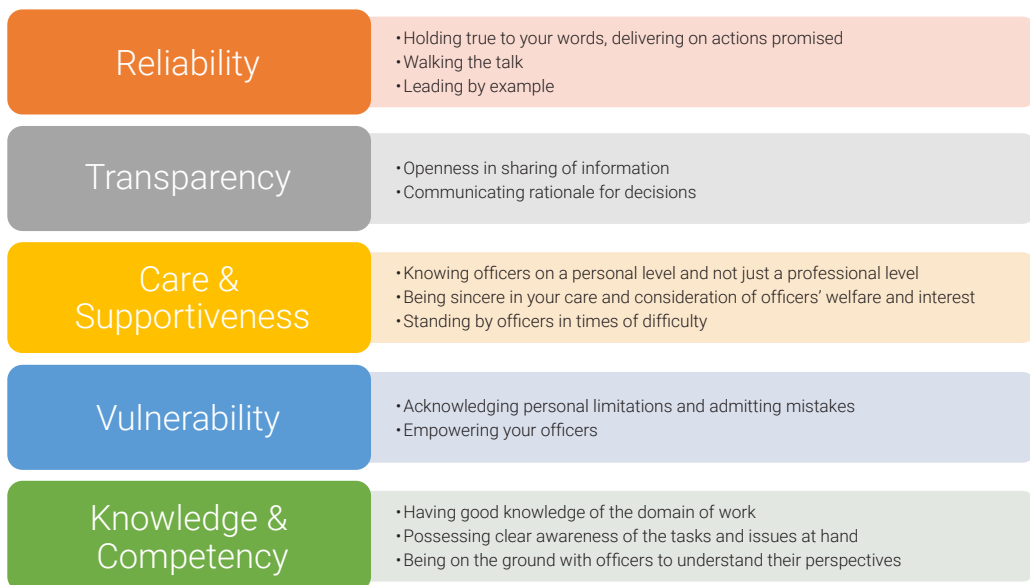 Reliability
•Holding true to your words, delivering on actions promised
•Walking the talk
•Leading by example
Transparency
•Openness in sharing of information
•Communicating rationale for decisions
Care &
Supportiveness
•Knowing officers on a personal level and not just a professional level
•Being sincere in your care and consideration of officers’ welfare and interest
•Standing by officers in times of difficulty
Vulnerability
•Acknowledging personal limitations and admitting mistakes
•Empowering your officers
Knowledge &
Competency
•Having good knowledge of the domain of work
•Possessing clear awareness of the tasks and issues at hand
•Being on the ground with officers to understand their perspectives